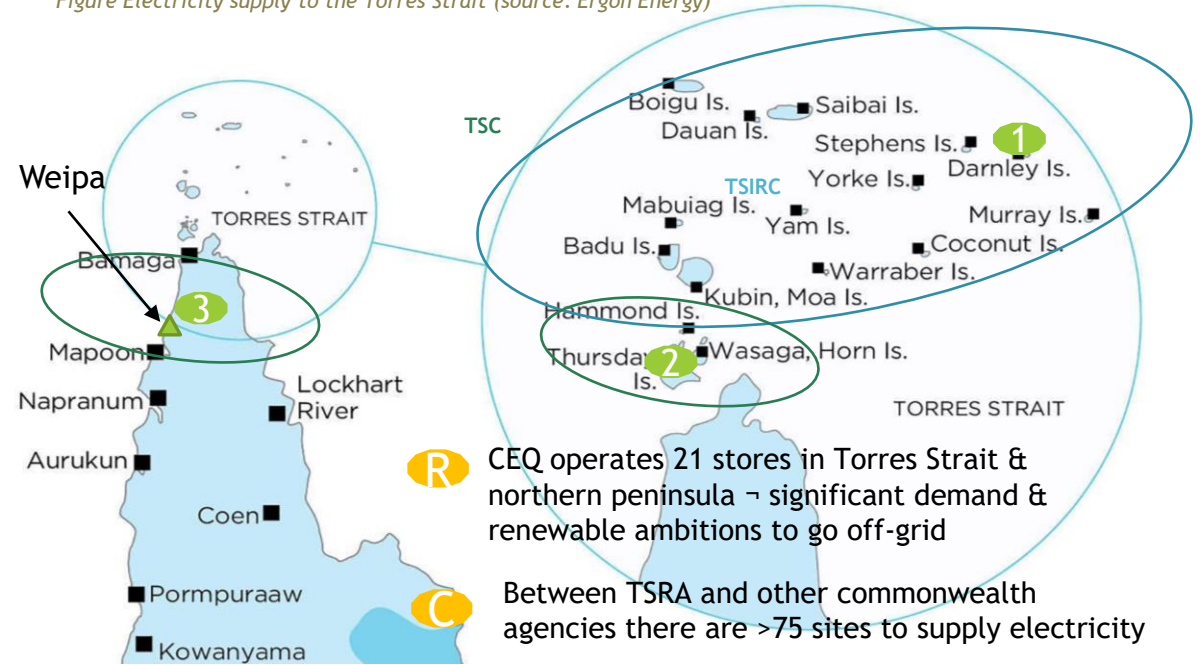 Figure Electricity supply to the Torres Strait (source: Ergon Energy)
Weipa
TORRES STRAIT
Bamaga
3
Mapoon
Napranum
Lockhart
River
Aurukun
Coen
Pormpuraaw
Kowanyama
TSC
Boigu Is.
Saibai Is.
Dauan Is.
Stephens Is.
1
Darnley Is.
TSIRC
Yorke Is.
Mabuiag Is.
Yam Is.
Murray Is.
Badu Is.
Coconut Is.
Warraber Is.
Kubin, Moa Is.
Hammond Is.
Thursday
Is.
2
Wasaga, Horn Is.
TORRES STRAIT
R
CEQ operates 21 stores in Torres Strait &
northern peninsula ¬ significant demand &
renewable ambitions to go off-grid
C
Between TSRA and other commonwealth
agencies there are >75 sites to supply electricity